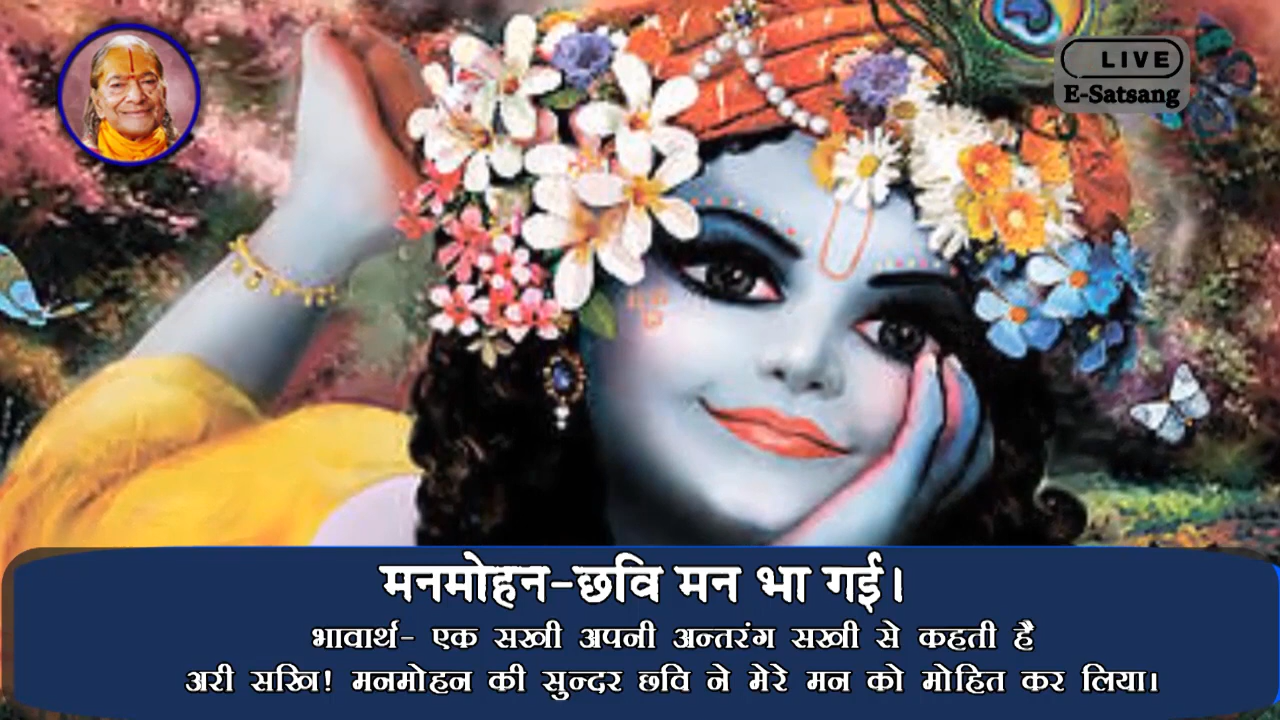 LIVE
E-Satsang
मनमोहन-छवि मन भा गई।
भावार्थ- एक सखी अपनी अन्तरंग सखी से कहती है
अरी सखि! मनमोहन की सुन्दर छवि ने मेरे मन को मोहित कर लिया।